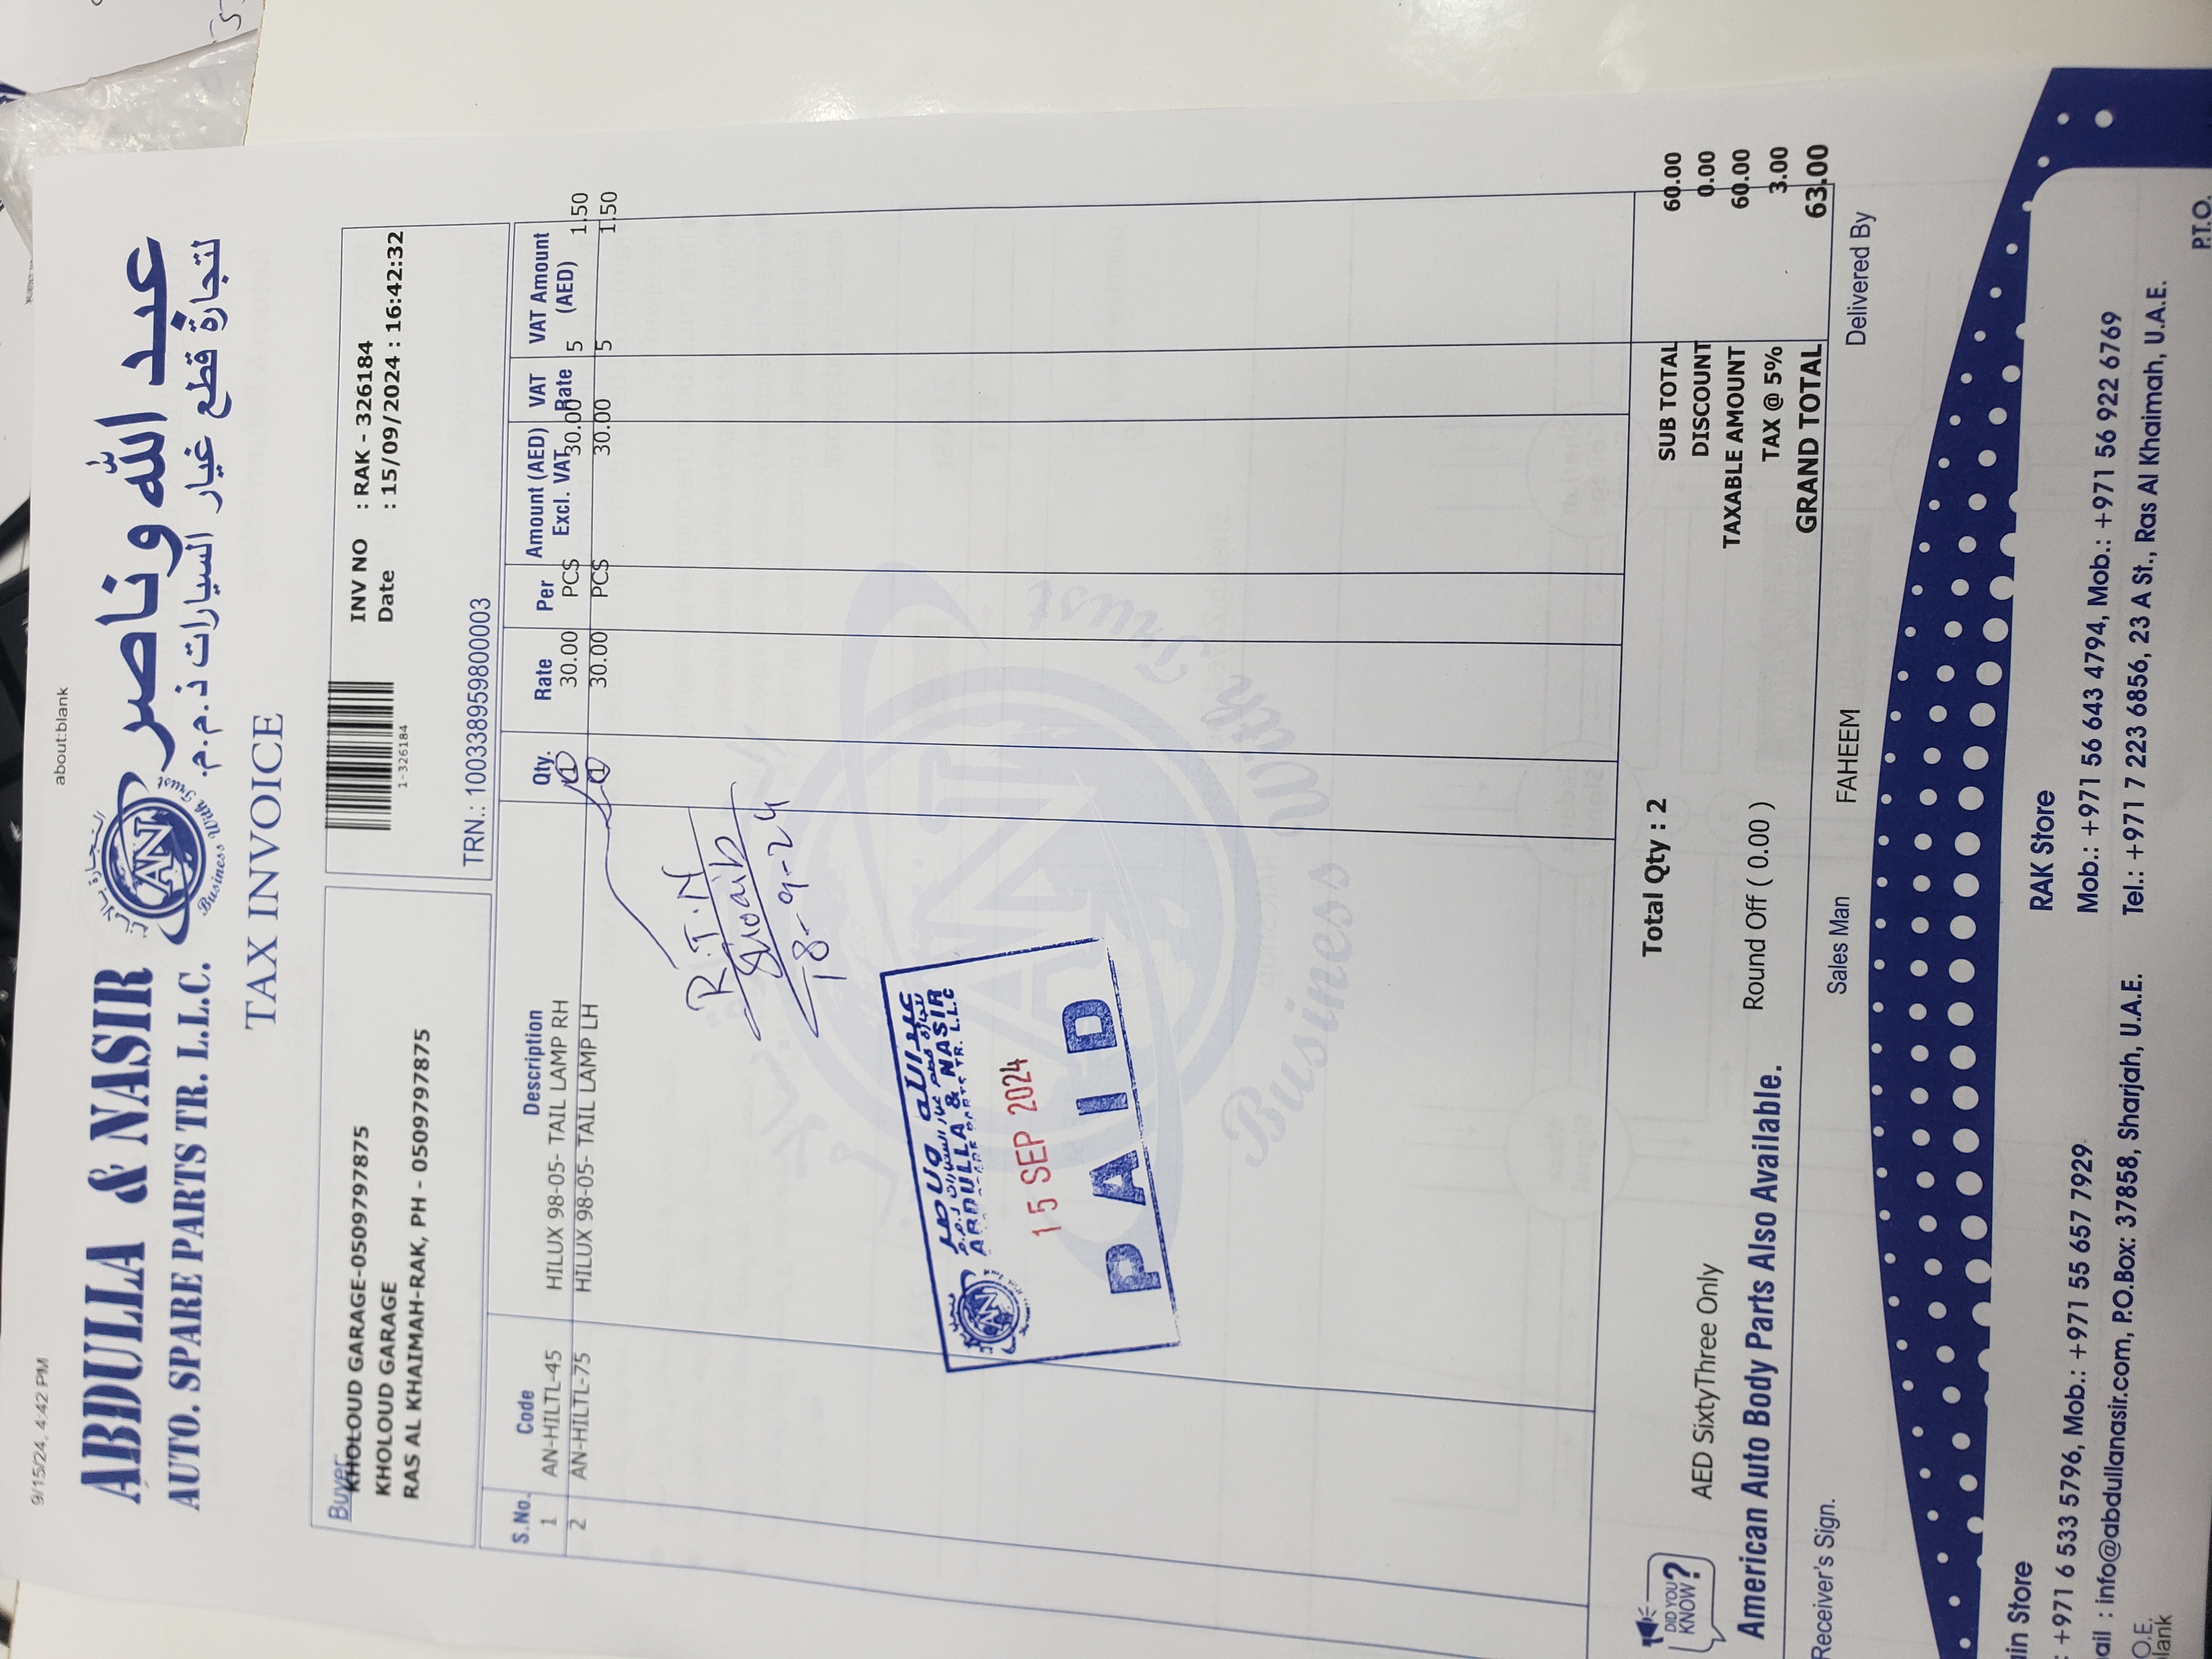 9/15/24, 4:42 PM
about:blank
ABDULLA & NASIR
AUTO. SPARE PARTS TR. L.L.C.
AN
Business With Trust
عبد الله وناصر
لتجارة قطع غيار السيارات ذ.م.م.
TAX INVOICE
Buyer
KHOLOUD GARAGE-0509797875
KHOLOUD GARAGE
RAS AL KHAIMAH-RAK, PH - 0509797875
1-326184
INV NO : RAK - 326184
Date : 15/09/2024 : 16:42:32
TRN.: 100338959800003
S.No. Code Description Qty. Rate Per Amount (AED) Excl. VAT VAT Rate VAT Amount (AED)
1 AN-HILTL-45 HILUX 98-05- TAIL LAMP RH 1 30.00 PCS 30.00 5 1.50
2 AN-HILTL-75 HILUX 98-05- TAIL LAMP LH 1 30.00 PCS 30.00 5 1.50
R.T.N
Shoaib
18-9-24
عبد الله وناصر
ABDULLA & NASIR
15 SEP 2024
PAID
AN
Business With Trust
Total Qty : 2
SUB TOTAL 60.00
DISCOUNT 0.00
TAXABLE AMOUNT 60.00
TAX @ 5% 3.00
GRAND TOTAL 63.00
AED SixtyThree Only
Round Off ( 0.00 )
DID YOU KNOW?
American Auto Body Parts Also Available.
Receiver's Sign.
Sales Man FAHEEM
Delivered By
in Store
: +971 6 533 5796, Mob.: +971 55 657 7929
ail : info@abdullanasir.com, P.O.Box: 37858, Sharjah, U.A.E.
RAK Store
Mob.: +971 56 643 4794, Mob.: +971 56 922 6769
Tel.: +971 7 223 6856, 23 A St., Ras Al Khaimah, U.A.E.
O.E.
lank
P.T.O.